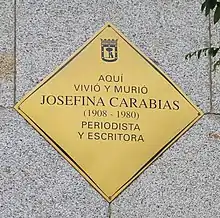 AQUÍ
VIVIÓ Y MURIÓ
JOSEFINA CARABIAS
(1908 - 1980)
PERIODISTA
Y ESCRITORA